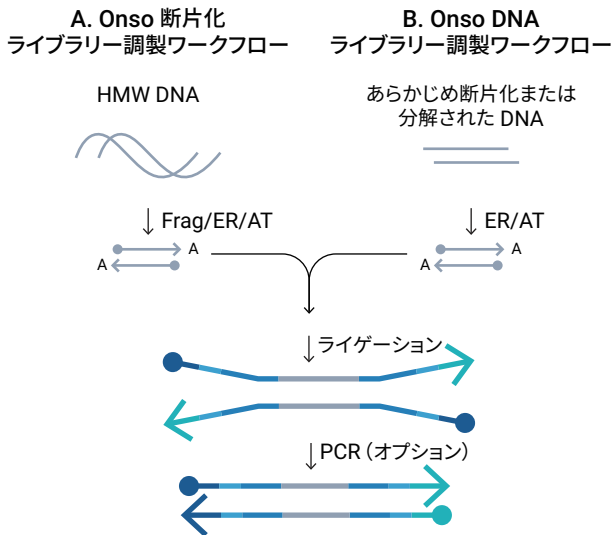 A. Onso 断片化
ライブラリー調製ワークフロー
HMW DNA
Frag/ER/AT
A
A
B. Onso DNA
ライブラリー調製ワークフロー
あらかじめ断片化または
分解された DNA
ER/AT
A
A
ライゲーション
PCR（オプション）